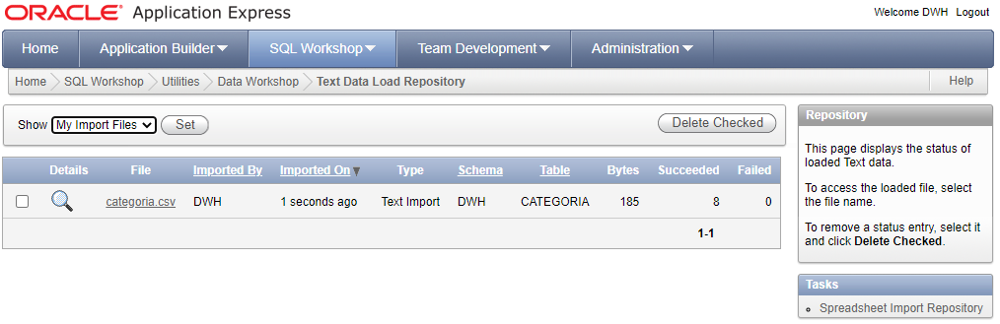 ORACLE Application Express
Welcome DWH Logout
Home Application Builder SQL Workshop Team Development Administration
Home SQL Workshop Utilities Data Workshop Text Data Load Repository Help
Show My Import Files Set Delete Checked
Details File Imported By Imported On Type Schema Table Bytes Succeeded Failed
categoria.csv DWH 1 seconds ago Text Import DWH CATEGORIA 185 8 0
1-1
Repository
This page displays the status of
loaded Text data.
To access the loaded file, select
the file name.
To remove a status entry, select it
and click Delete Checked.
Tasks
Spreadsheet Import Repository